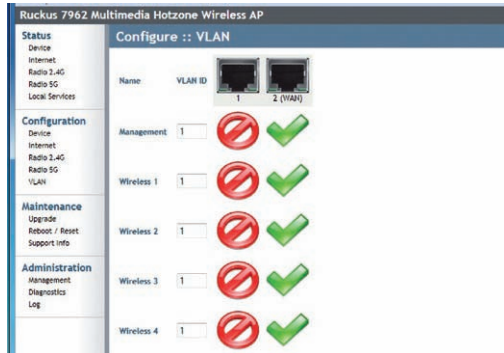 Ruckus 7962 Multimedia Hotzone Wireless AP
Status
Device
Internet
Radio 2.4G
Radio 5G
Local Services
Configuration
Device
Internet
Radio 2.4G
Radio 5G
VLAN
Maintenance
Upgrade
Reboot / Reset
Support Info
Administration
Management
Diagnostics
Log
Configure :: VLAN
Name VLAN ID
1 2 (WAN)
Management 1
Wireless 1 1
Wireless 2 1
Wireless 3 1
Wireless 4 1